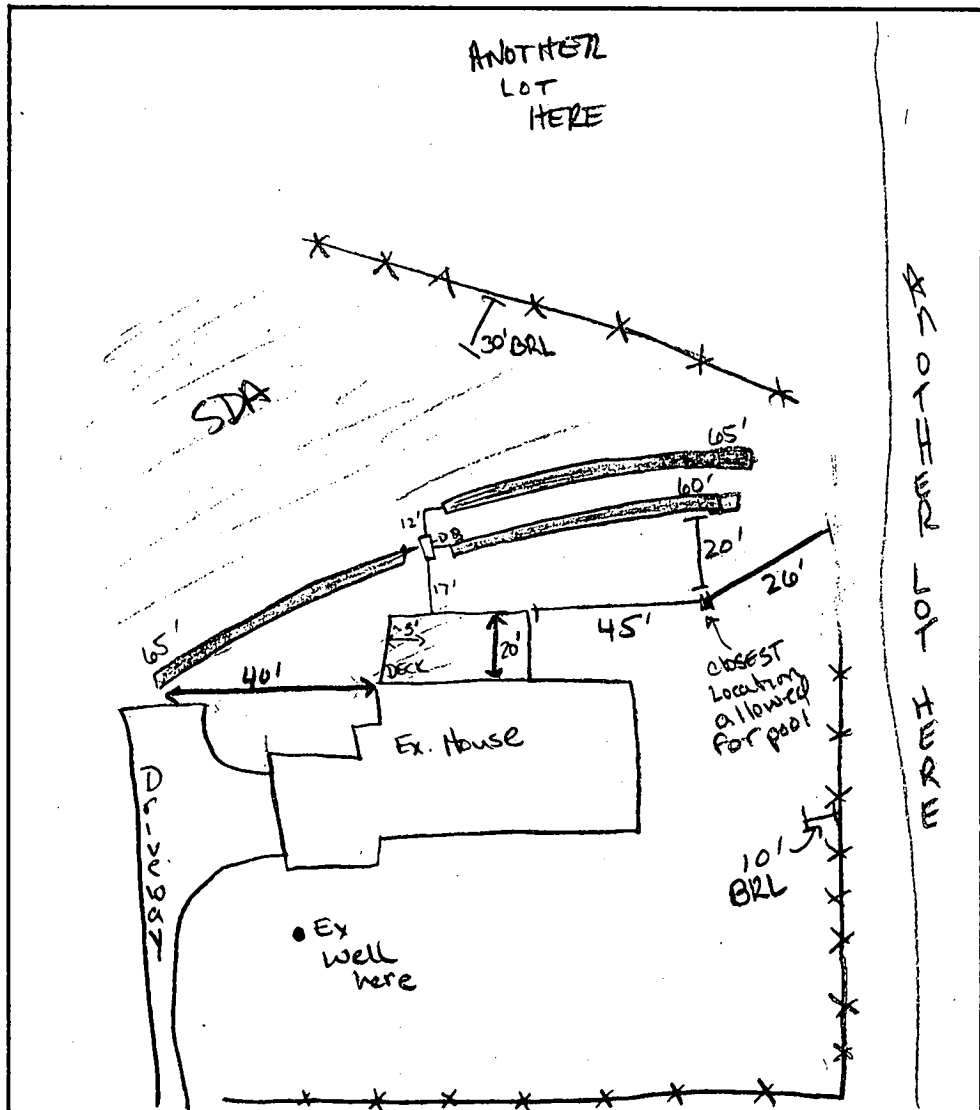 ANOTHER
LOT
HERE
30' BRL
SDA
65'
60'
12'
DB
17'
20'
26'
45'
65'
20'
DECK
40'
CLOSEST
Location
allowed
for pool
Ex. House
Driveway
10'
BRL
Ex
Well
here
ANOTHER LOT HERE